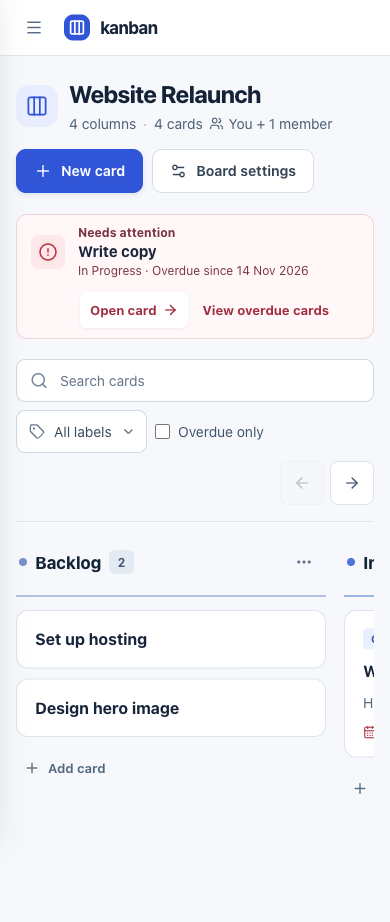 kanban
Website Relaunch
4 columns · 4 cards You + 1 member
New card
Board settings
Needs attention
Write copy
In Progress · Overdue since 14 Nov 2026
Open card
View overdue cards
Search cards
All labels
Overdue only
Backlog 2
Set up hosting
Design hero image
Add card